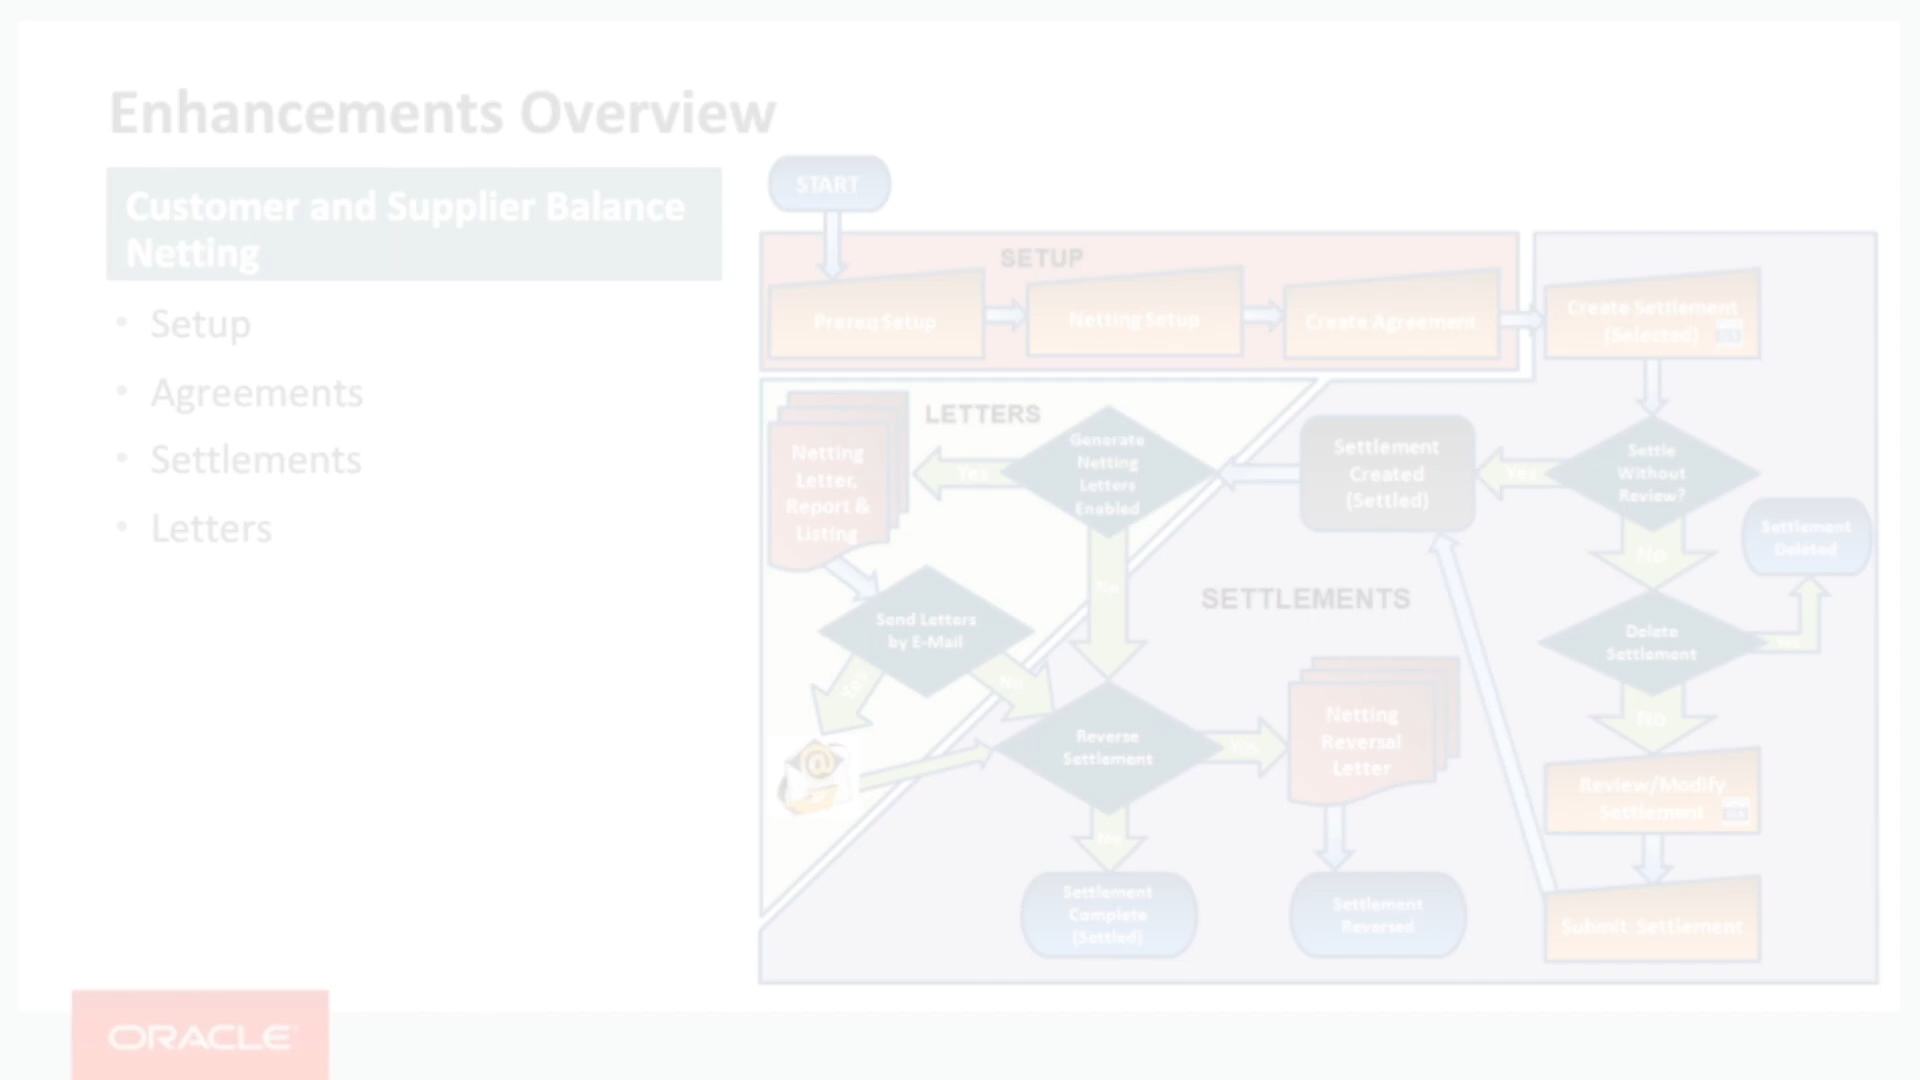 Enhancements Overview
Customer and Supplier Balance
Netting
• Setup
• Agreements
• Settlements
• Letters
START
SETUP
Prereq Setup
Netting Setup
Create Agreement
Create Settlement
(Selected)
LETTERS
Netting
Letter,
Report &
Listing
Yes
Generate
Netting
Letters
Enabled
Settlement
Created
(Settled)
Yes
Settle
Without
Review?
Settlement
Deleted
No
No
SETTLEMENTS
Send Letters
by E-Mail
Delete
Settlement
Yes
No
No
Reverse
Settlement
Yes
Netting
Reversal
Letter
Review/Modify
Settlement
No
Settlement
Complete
(Settled)
Settlement
Reversed
Submit Settlement
ORACLE